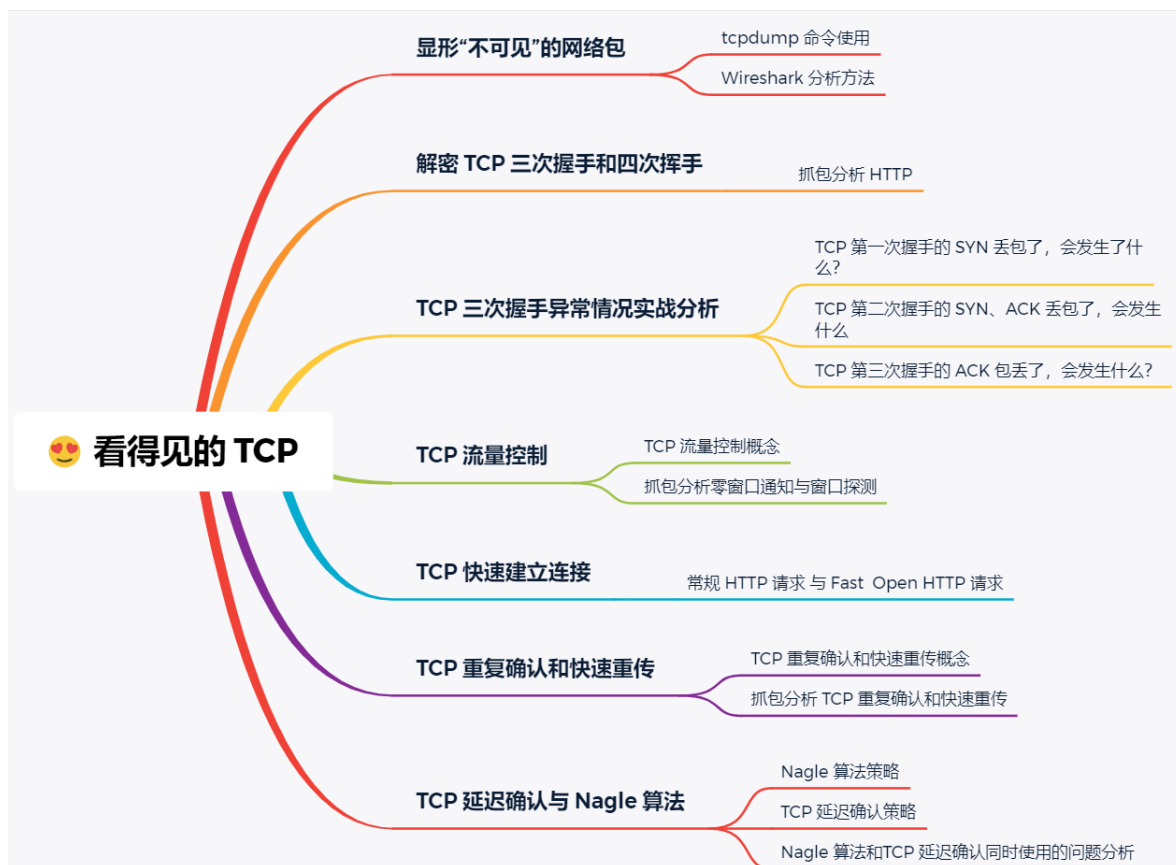 显形“不可见”的网络包
tcpdump 命令使用
Wireshark 分析方法
解密 TCP 三次握手和四次挥手
抓包分析 HTTP
TCP 三次握手异常情况实战分析
TCP 第一次握手的 SYN 丢包了，会发生了什
么？
TCP 第二次握手的 SYN、ACK 丢包了，会发生
什么
TCP 第三次握手的 ACK 包丢了，会发生什么？
看得见的 TCP
TCP 流量控制
TCP 流量控制概念
抓包分析零窗口通知与窗口探测
TCP 快速建立连接
常规 HTTP 请求 与 Fast Open HTTP 请求
TCP 重复确认和快速重传
TCP 重复确认和快速重传概念
抓包分析 TCP 重复确认和快速重传
TCP 延迟确认与 Nagle 算法
Nagle 算法策略
TCP 延迟确认策略
Nagle 算法和TCP 延迟确认同时使用的问题分析